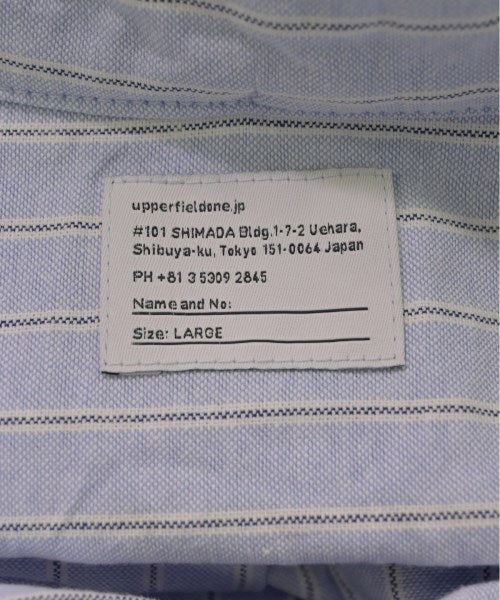 upperfieldone.jp
#101 SHIMADA Bldg.1-7-2 Uehara,
Shibuya-ku, Tokyo 151-0064 Japan
PH +81 3 5309 2845
Name and No:
Size: LARGE